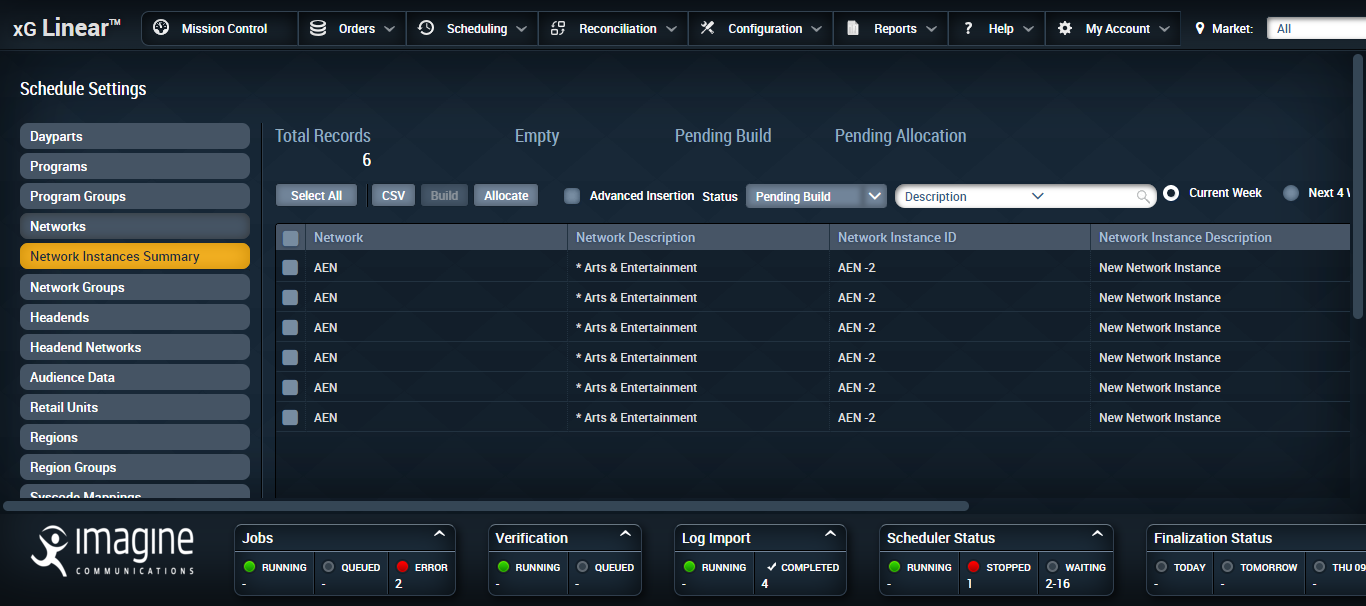 xG Linear™ Mission Control Orders Scheduling Reconciliation Configuration Reports ? Help My Account Market: All
Schedule Settings
Dayparts
Programs
Program Groups
Networks
Network Instances Summary
Network Groups
Headends
Headend Networks
Audience Data
Retail Units
Regions
Region Groups
Syscode Mappings
Total Records Empty Pending Build Pending Allocation
6
Select All CSV Build Allocate Advanced Insertion Status Pending Build Description Current Week Next 4
Network Network Description Network Instance ID Network Instance Description
AEN * Arts & Entertainment AEN -2 New Network Instance
AEN * Arts & Entertainment AEN -2 New Network Instance
AEN * Arts & Entertainment AEN -2 New Network Instance
AEN * Arts & Entertainment AEN -2 New Network Instance
AEN * Arts & Entertainment AEN -2 New Network Instance
AEN * Arts & Entertainment AEN -2 New Network Instance
imagine
COMMUNICATIONS
Jobs
RUNNING QUEUED ERROR
- - 2
Verification
RUNNING QUEUED
- -
Log Import
RUNNING COMPLETED
- 4
Scheduler Status
RUNNING STOPPED WAITING
- 1 2-16
Finalization Status
TODAY TOMORROW THU 09
- - -